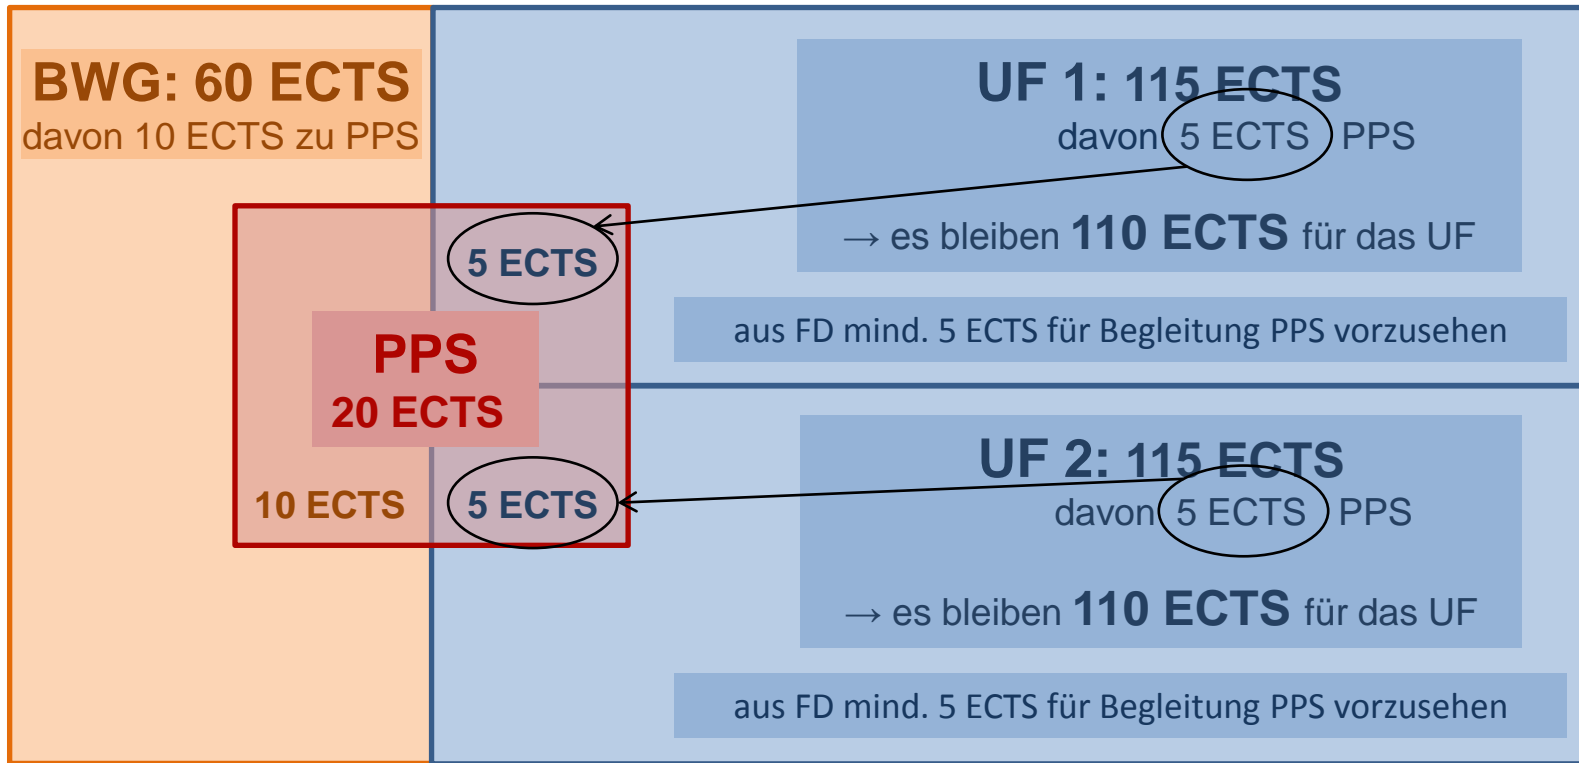 BWG: 60 ECTS
davon 10 ECTS zu PPS
UF 1: 115 ECTS
davon 5 ECTS PPS
→ es bleiben 110 ECTS für das UF
aus FD mind. 5 ECTS für Begleitung PPS vorzusehen
5 ECTS
PPS
20 ECTS
10 ECTS
5 ECTS
UF 2: 115 ECTS
davon 5 ECTS PPS
→ es bleiben 110 ECTS für das UF
aus FD mind. 5 ECTS für Begleitung PPS vorzusehen